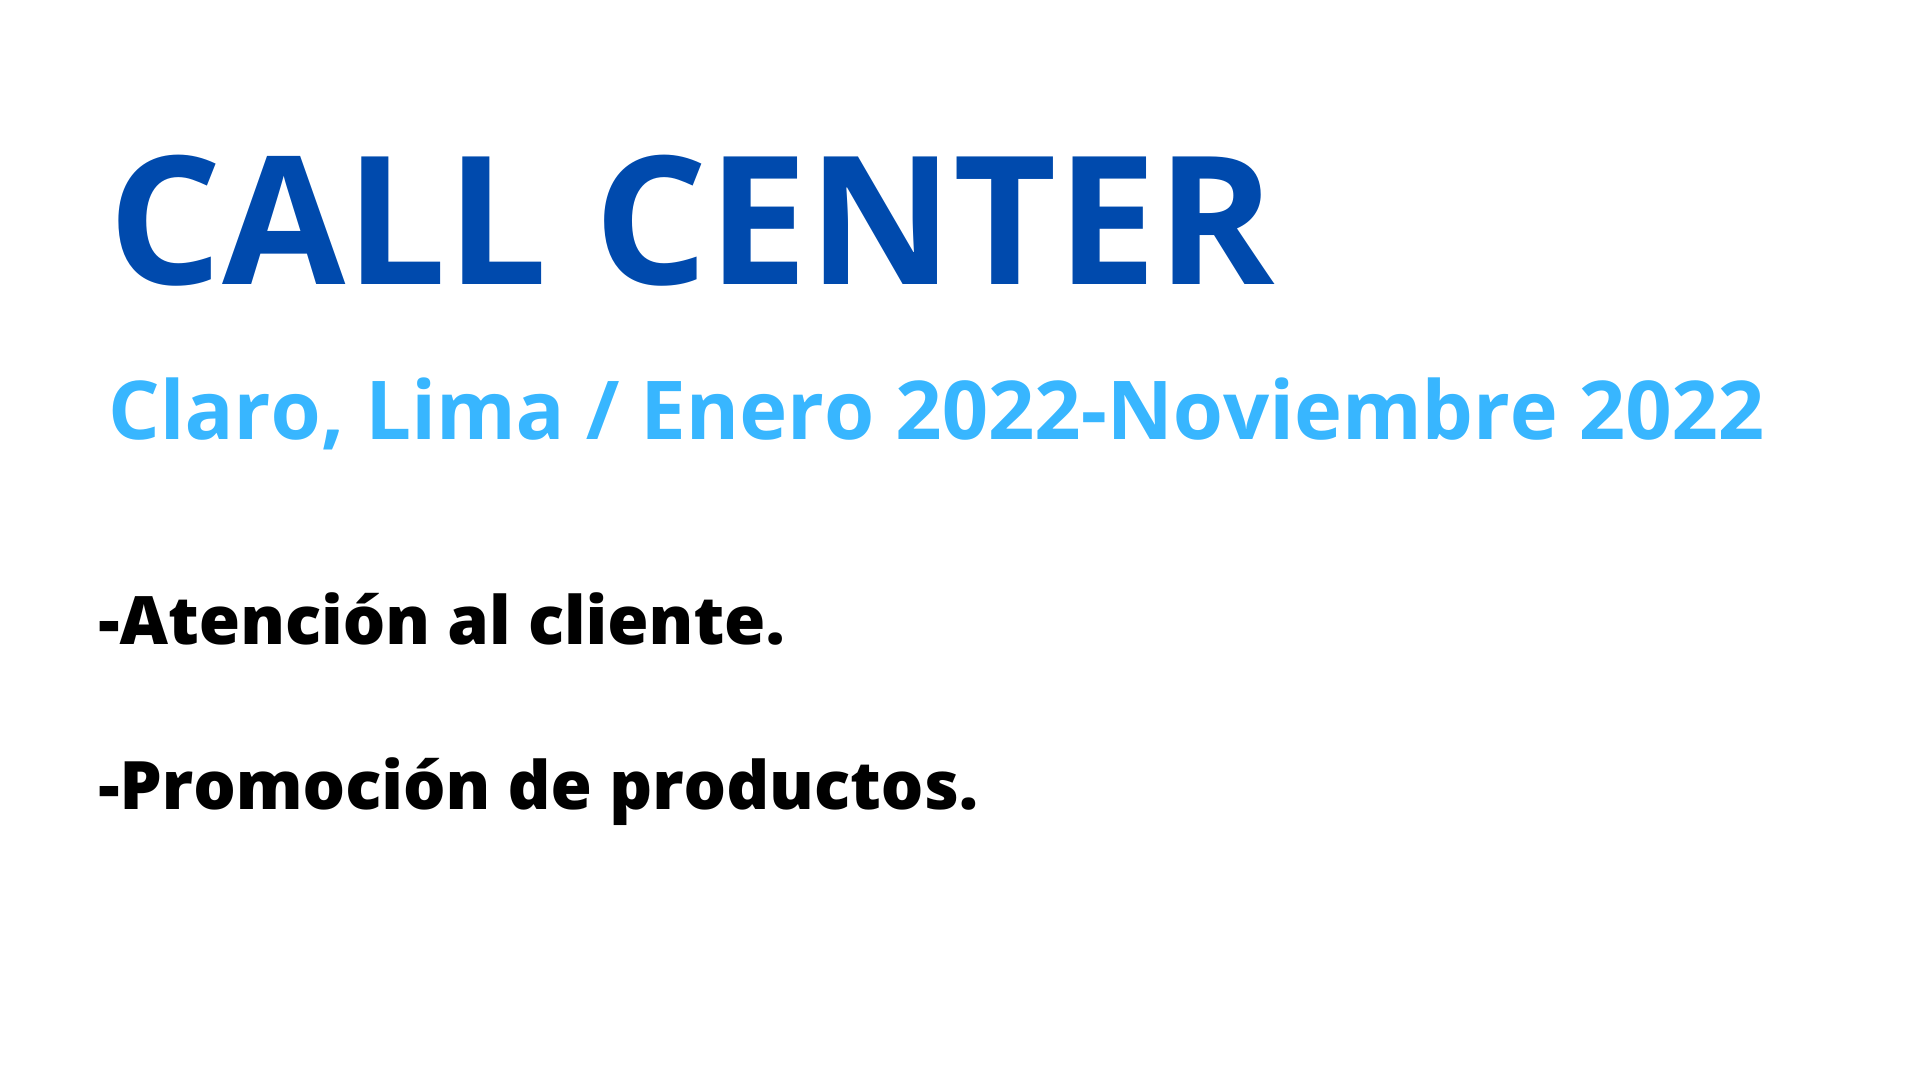 CALL CENTER
Claro, Lima / Enero 2022-Noviembre 2022
-Atención al cliente.
-Promoción de productos.